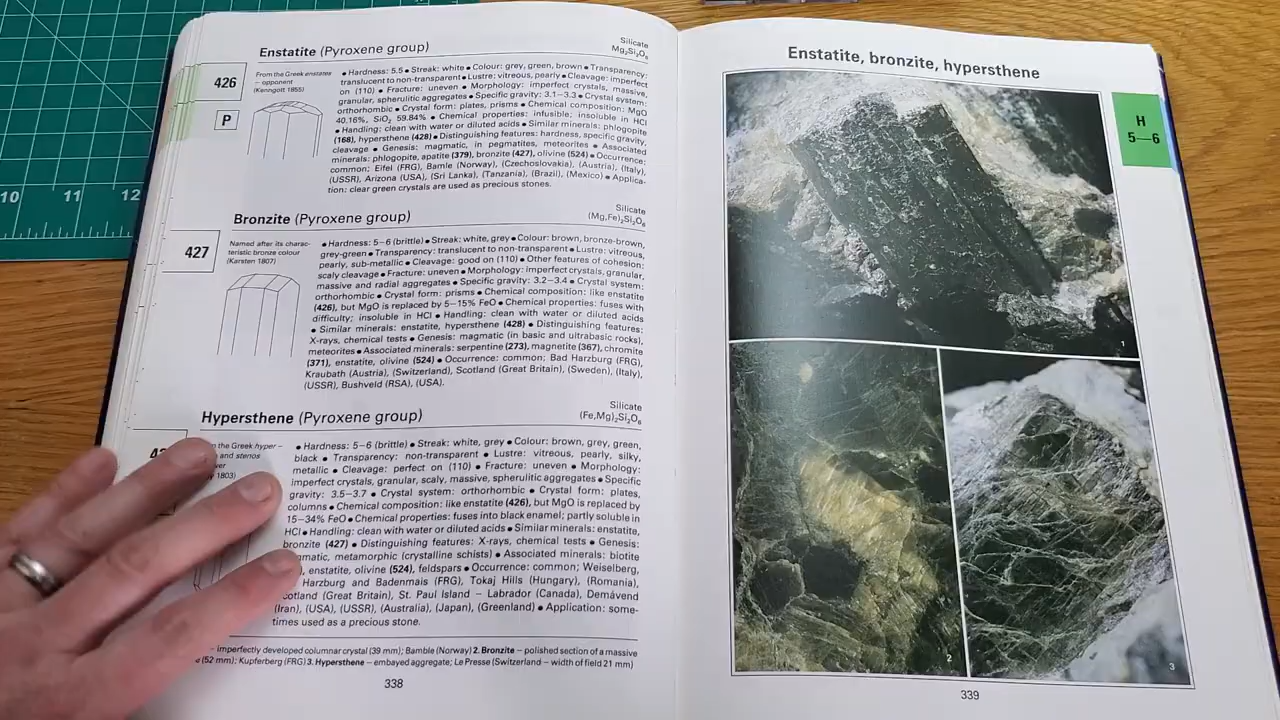 10 11 12
Enstatite (Pyroxene group)
Silicate
Mg₂Si₂O₆
426
P
From the Greek enstates
– opponent
(Kenngott 1855)
• Hardness: 5.5 • Streak: white • Colour: grey, green, brown • Transparency:
translucent to non-transparent • Lustre: vitreous, pearly • Cleavage: imperfect
on (110) • Fracture: uneven • Morphology: imperfect crystals, massive,
granular, spherulitic aggregates • Specific gravity: 3.1–3.3 • Crystal system:
orthorhombic • Crystal form: plates, prisms • Chemical composition: MgO
40.16%, SiO₂ 59.84% • Chemical properties: infusible; insoluble in HCl
• Handling: clean with water or diluted acids • Similar minerals: phlogopite
(168), hypersthene (428) • Distinguishing features: hardness, specific gravity,
cleavage • Genesis: magmatic, in pegmatites, meteorites • Associated
minerals: phlogopite, apatite (379), bronzite (427), olivine (524) • Occurrence:
common; Eifel (FRG), Bamle (Norway), (Czechoslovakia), (Austria), (Italy),
(USSR), Arizona (USA), (Sri Lanka), (Tanzania), (Brazil), (Mexico) • Applica-
tion: clear green crystals are used as precious stones.
Bronzite (Pyroxene group)
Silicate
(Mg,Fe)₂Si₂O₆
427
Named after its charac-
teristic bronze colour
(Karsten 1807)
• Hardness: 5–6 (brittle) • Streak: white, grey • Colour: brown, bronze-brown,
grey-green • Transparency: translucent to non-transparent • Lustre: vitreous,
pearly, sub-metallic • Cleavage: good on (110) • Other features of cohesion:
scaly cleavage • Fracture: uneven • Morphology: imperfect crystals, granular,
massive and radial aggregates • Specific gravity: 3.2–3.4 • Crystal system:
orthorhombic • Crystal form: prisms • Chemical composition: like enstatite
(426), but MgO is replaced by 5–15% FeO • Chemical properties: fuses with
difficulty; insoluble in HCl • Handling: clean with water or diluted acids
• Similar minerals: enstatite, hypersthene (428) • Distinguishing features:
X-rays, chemical tests • Genesis: magmatic (in basic and ultrabasic rocks),
meteorites • Associated minerals: serpentine (273), magnetite (367), chromite
(371), enstatite, olivine (524) • Occurrence: common; Bad Harzburg (FRG),
Kraubath (Austria), (Switzerland), Scotland (Great Britain), (Sweden), (Italy),
(USSR), Bushveld (RSA), (USA).
Hypersthene (Pyroxene group)
Silicate
(Fe,Mg)₂Si₂O₆
the Greek hyper –
and stenos
1803)
• Hardness: 5–6 (brittle) • Streak: white, grey • Colour: brown, grey, green,
black • Transparency: non-transparent • Lustre: vitreous, pearly, silky,
metallic • Cleavage: perfect on (110) • Fracture: uneven • Morphology:
imperfect crystals, granular, scaly, massive, spherulitic aggregates • Specific
gravity: 3.5–3.7 • Crystal system: orthorhombic • Crystal form: plates,
columns • Chemical composition: like enstatite (426), but MgO is replaced by
15–34% FeO • Chemical properties: fuses into black enamel; partly soluble in
HCl • Handling: clean with water or diluted acids • Similar minerals: enstatite,
bronzite (427) • Distinguishing features: X-rays, chemical tests • Genesis:
metamorphic (crystalline schists) • Associated minerals: biotite
enstatite, olivine (524), feldspars • Occurrence: common; Weiselberg,
Harzburg and Badenmais (FRG), Tokaj Hills (Hungary), (Romania),
(Great Britain), St. Paul Island – Labrador (Canada), Demávend
(Iran), (USA), (USSR), (Australia), (Japan), (Greenland) • Application: some-
times used as a precious stone.
– imperfectly developed columnar crystal (39 mm); Bamble (Norway) 2. Bronzite – polished section of a massive
(52 mm); Kupferberg (FRG) 3. Hypersthene – embayed aggregate; Le Presse (Switzerland – width of field 21 mm)
338
Enstatite, bronzite, hypersthene
H
5–6
1
2
3
339